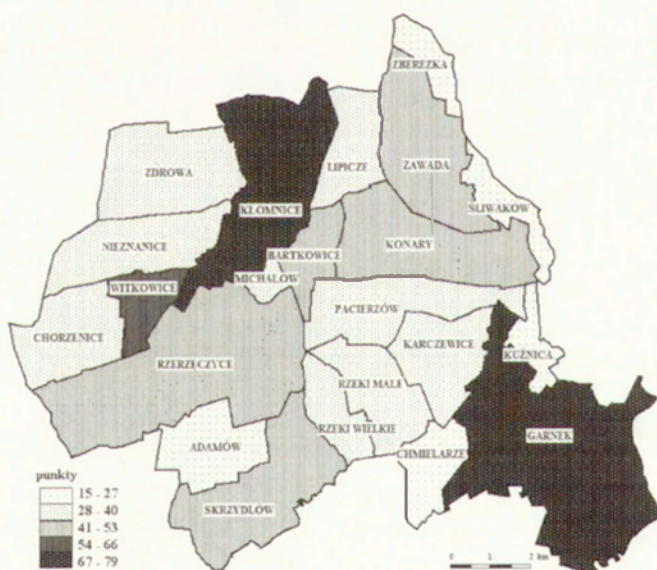 ZBEREZKA
ZAWADA
LIPICZE
ZDROWA
KŁOMNICE
ŚLIWAKÓW
NIEZNANICE
KONARY
BARTKOWICE
MICHAŁÓW
WITKOWICE
PACIERZÓW
CHORZENICE
KARCZEWICE
KUŹNICA
RZERZĘCZYCE
RZEKI MAŁE
RZEKI WIELKIE
GARNEK
ADAMÓW
CHMIELARZE
SKRZYDLÓW
punkty
15 - 27
28 - 40
41 - 53
54 - 66
67 - 79
0 1 2 km